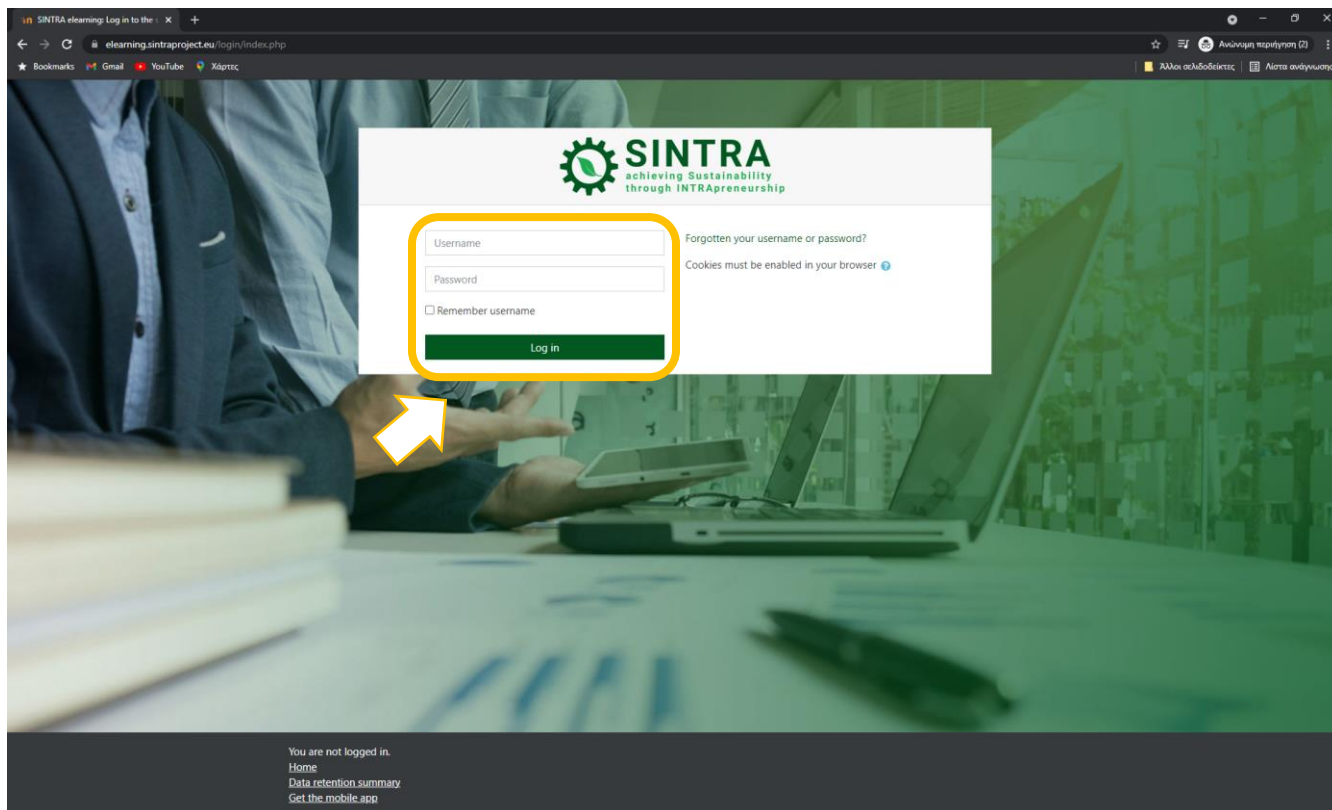 SINTRA elearning: Log in to the s
elearning.sintraproject.eu/login/index.php
Ανώνυμη περιήγηση (2)
Bookmarks Gmail YouTube Χάρτες
Άλλοι σελιδοδείκτες Λίστα ανάγνωσης
SINTRA
achieving Sustainability
through INTRApreneurship
Username
Password
Remember username
Log in
Forgotten your username or password?
Cookies must be enabled in your browser
You are not logged in.
Home
Data retention summary
Get the mobile app